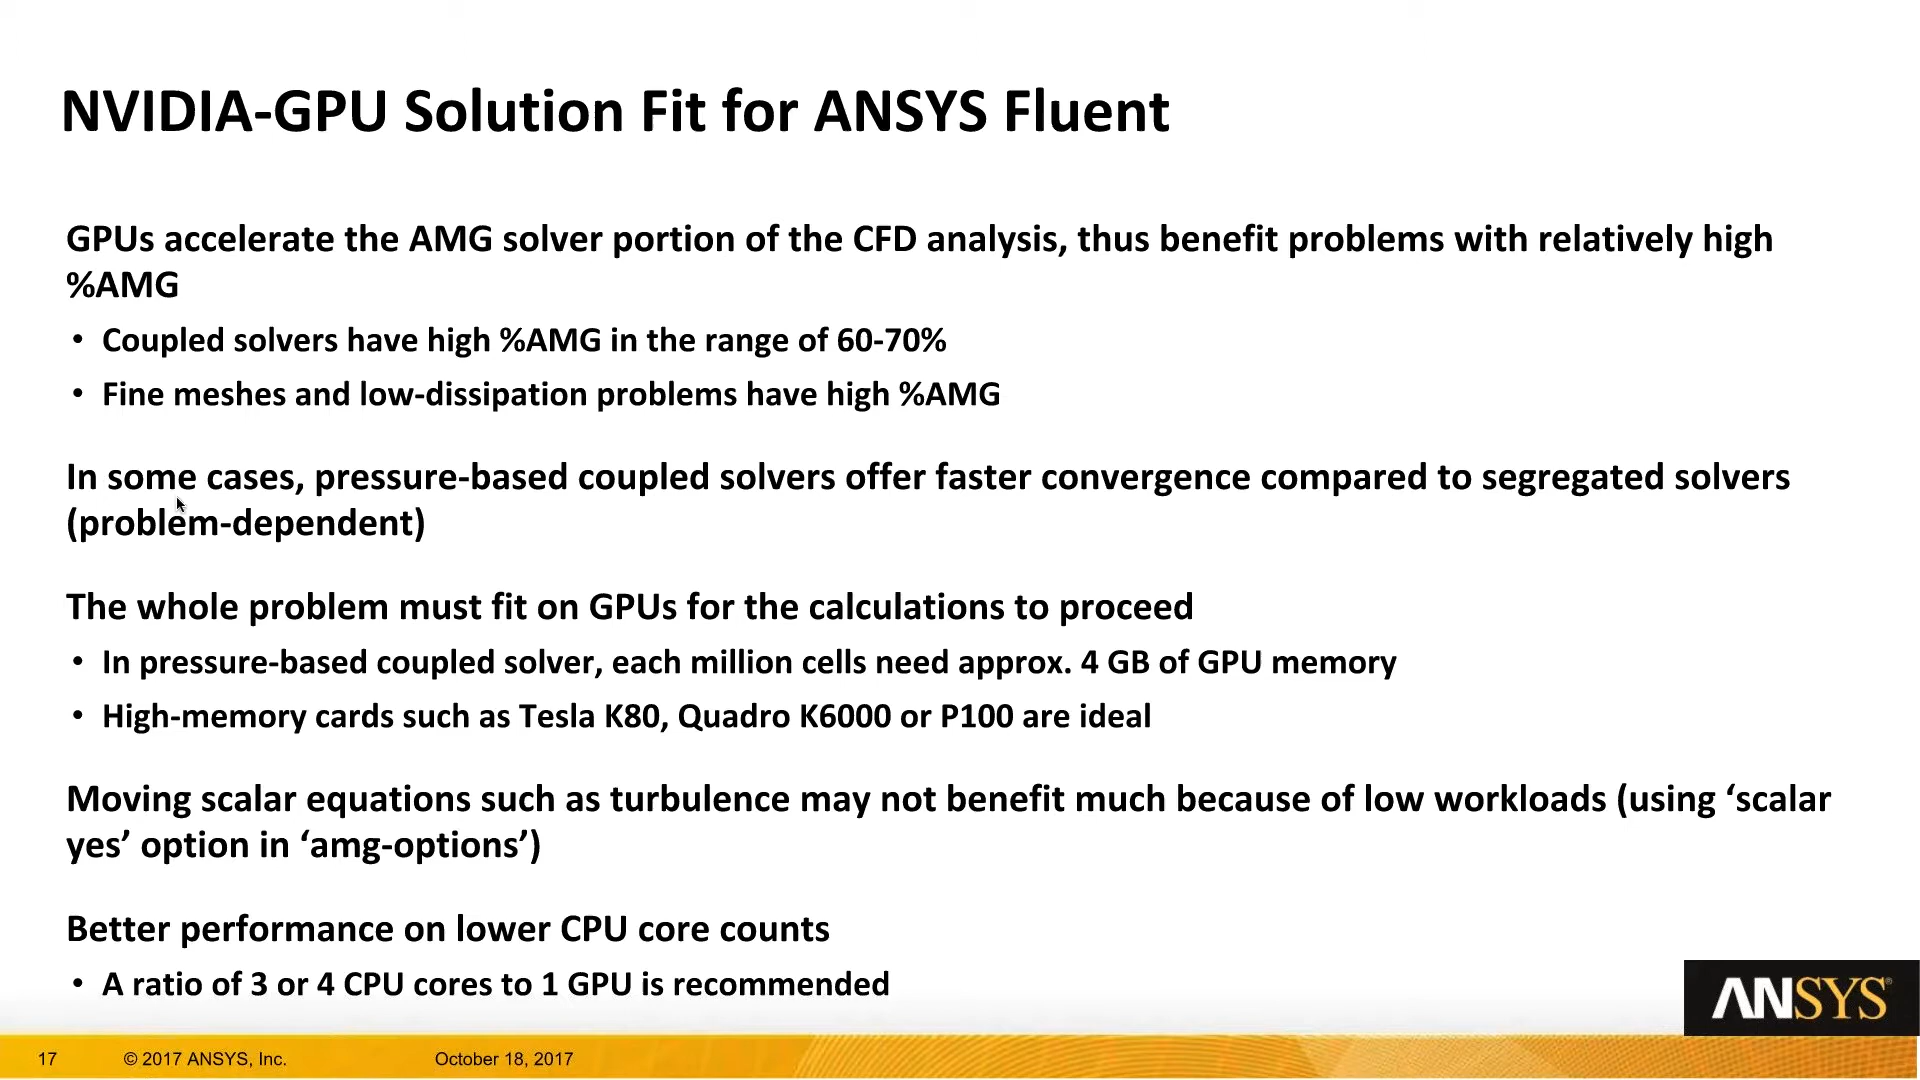 NVIDIA-GPU Solution Fit for ANSYS Fluent
GPUs accelerate the AMG solver portion of the CFD analysis, thus benefit problems with relatively high
%AMG
• Coupled solvers have high %AMG in the range of 60-70%
• Fine meshes and low-dissipation problems have high %AMG
In some cases, pressure-based coupled solvers offer faster convergence compared to segregated solvers
(problem-dependent)
The whole problem must fit on GPUs for the calculations to proceed
• In pressure-based coupled solver, each million cells need approx. 4 GB of GPU memory
• High-memory cards such as Tesla K80, Quadro K6000 or P100 are ideal
Moving scalar equations such as turbulence may not benefit much because of low workloads (using ‘scalar
yes’ option in ‘amg-options’)
Better performance on lower CPU core counts
• A ratio of 3 or 4 CPU cores to 1 GPU is recommended
ANSYS®
17 © 2017 ANSYS, Inc. October 18, 2017